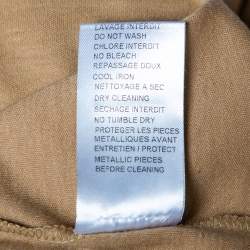 LAVAGE INTERDIT
DO NOT WASH
CHLORE INTERDIT
NO BLEACH
REPASSAGE DOUX
COOL IRON
NETTOYAGE A SEC
DRY CLEANING
SECHAGE INTERDIT
NO TUMBLE DRY
PROTEGER LES PIECES
METALLIQUES AVANT
ENTRETIEN / PROTECT
METALLIC PIECES
BEFORE CLEANING